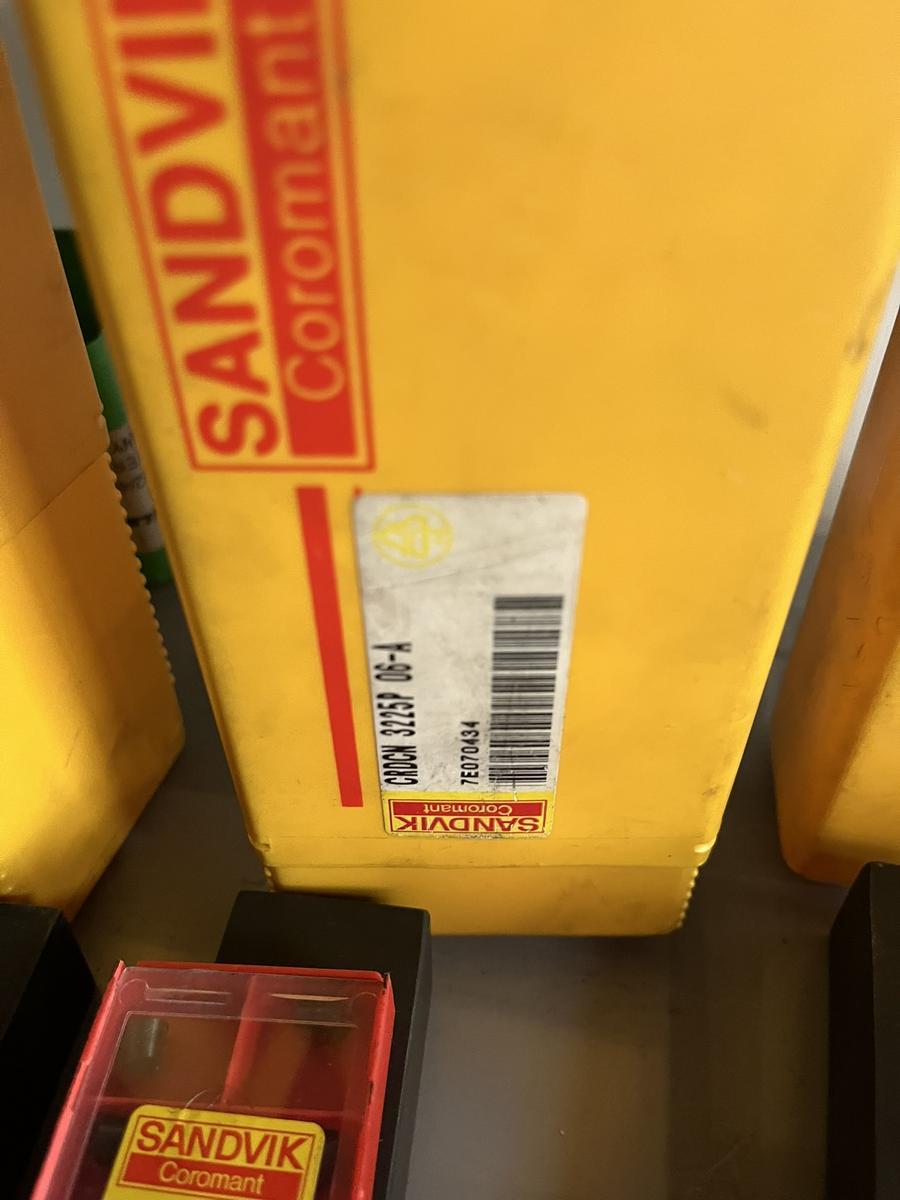 SANDVIK
Coromant
CRDCN 3225P 06-A
7E070434
SANDVIK
Coromant
SANDVIK
Coromant